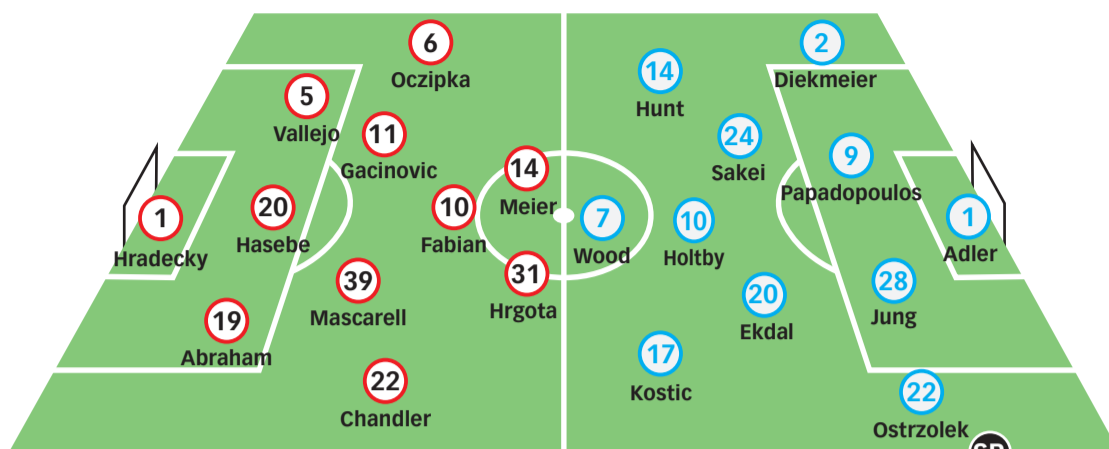 6
Oczipka
5
Vallejo
11
Gacinovic
14
Meier
1
Hradecky
20
Hasebe
10
Fabian
39
Mascarell
31
Hrgota
19
Abraham
22
Chandler
2
Diekmeier
14
Hunt
24
Sakei
9
Papadopoulos
7
Wood
10
Holtby
1
Adler
20
Ekdal
28
Jung
17
Kostic
22
Ostrzolek